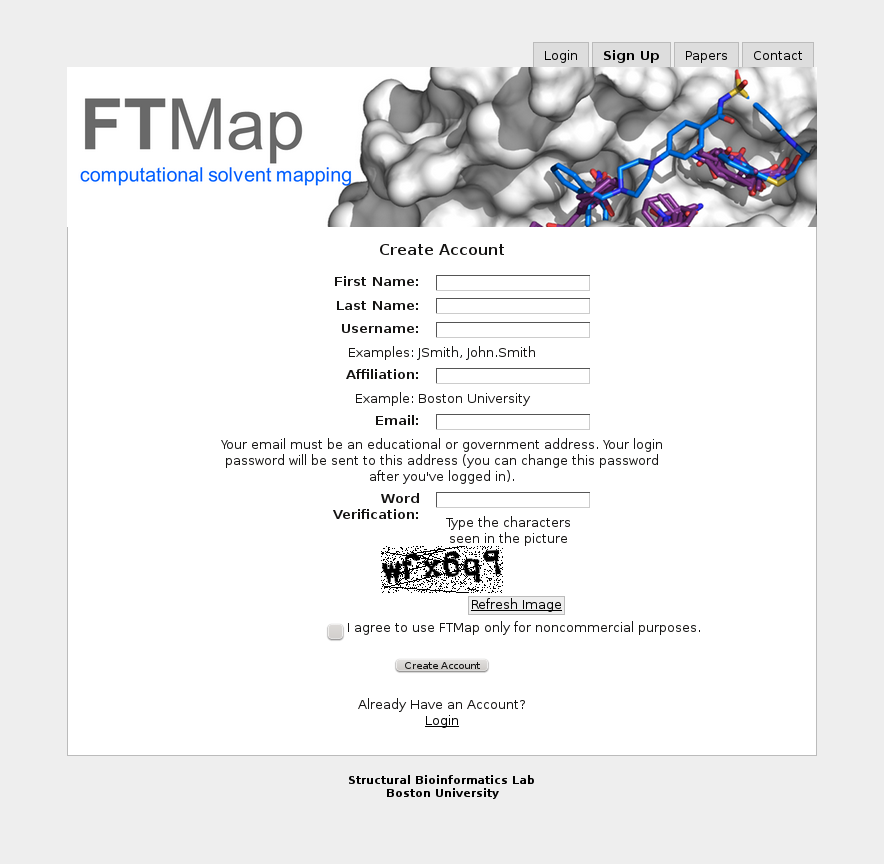 Login Sign Up Papers Contact
FTMap
computational solvent mapping
Create Account
First Name:
Last Name:
Username:
Examples: JSmith, John.Smith
Affiliation:
Example: Boston University
Email:
Your email must be an educational or government address. Your login
password will be sent to this address (you can change this password
after you've logged in).
Word
Verification:
Type the characters
seen in the picture
wfx6q9
Refresh Image
I agree to use FTMap only for noncommercial purposes.
Create Account
Already Have an Account?
Login
Structural Bioinformatics Lab
Boston University